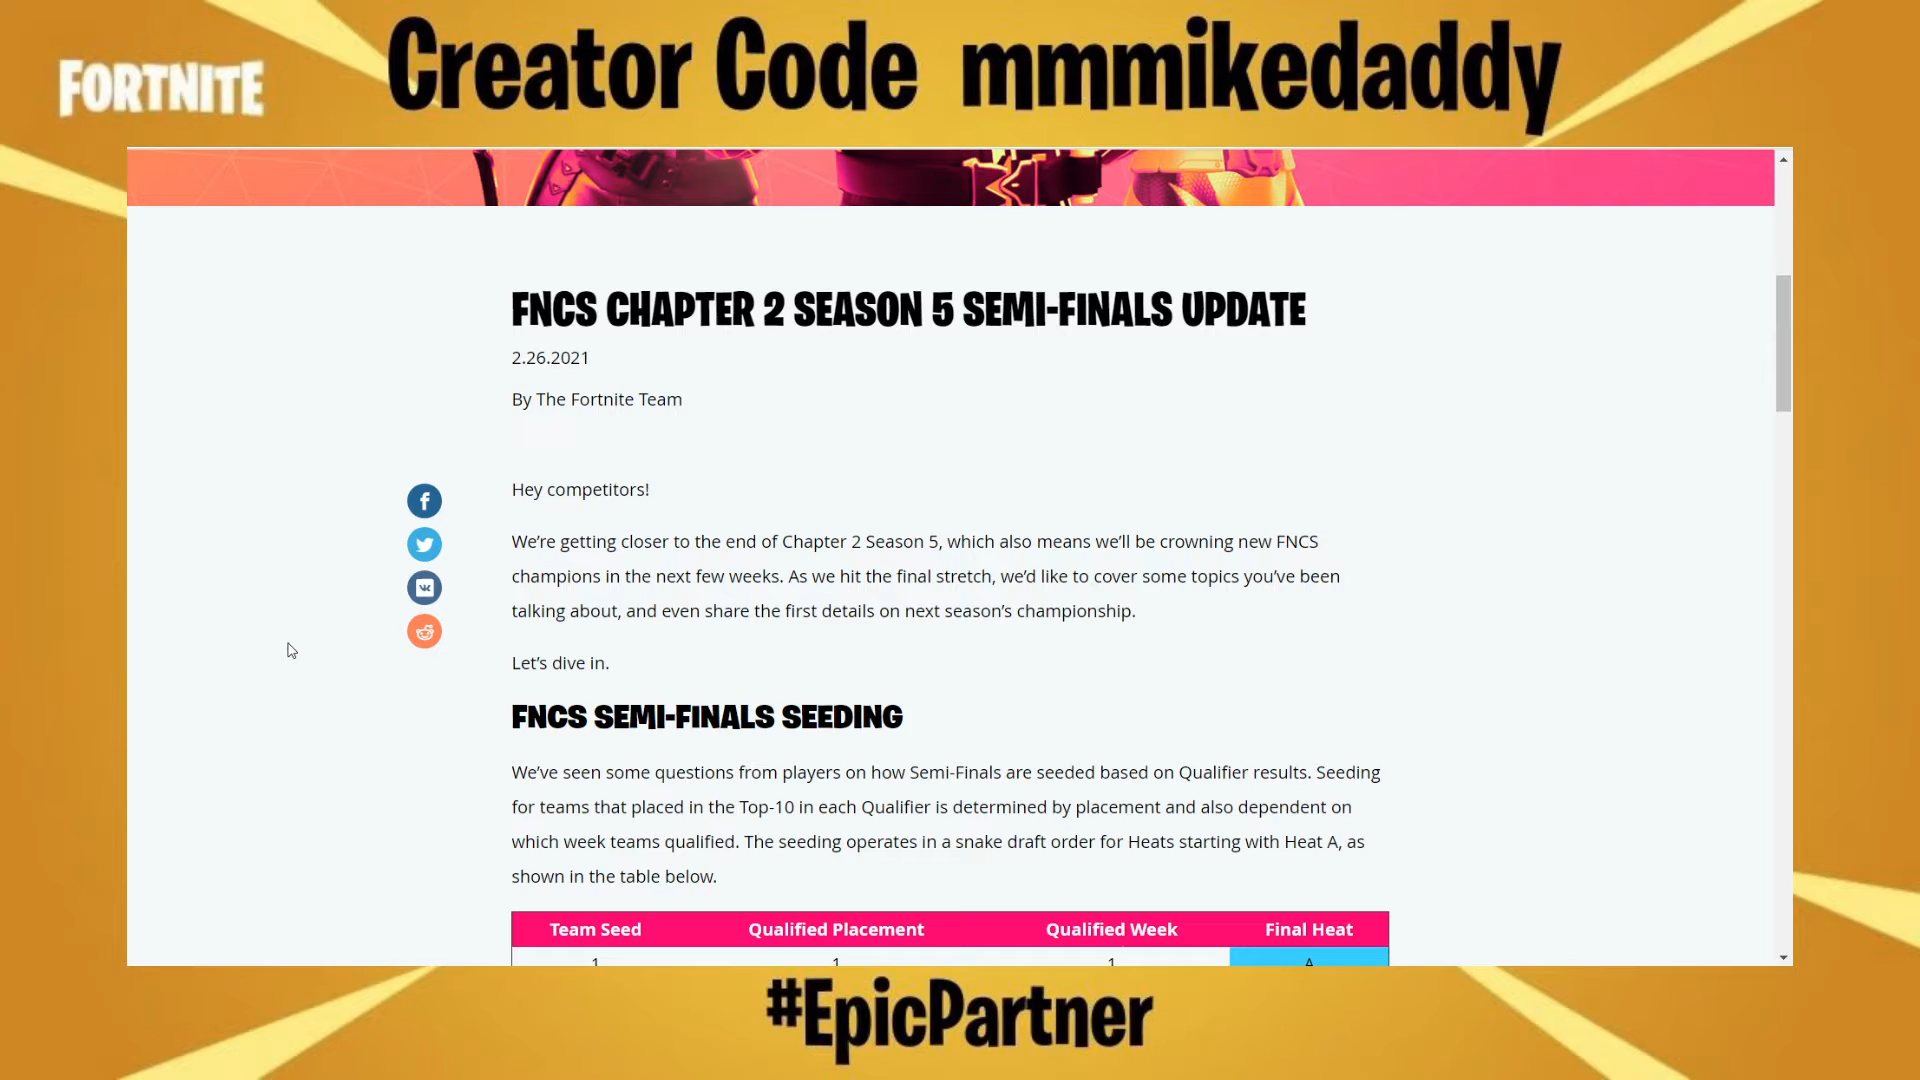 Creator Code mmmikedaddy
FORTNITE
FNCS CHAPTER 2 SEASON 5 SEMI-FINALS UPDATE
2.26.2021
By The Fortnite Team
Hey competitors!
We’re getting closer to the end of Chapter 2 Season 5, which also means we’ll be crowning new FNCS
champions in the next few weeks. As we hit the final stretch, we’d like to cover some topics you’ve been
talking about, and even share the first details on next season’s championship.
Let’s dive in.
FNCS SEMI-FINALS SEEDING
We’ve seen some questions from players on how Semi-Finals are seeded based on Qualifier results. Seeding
for teams that placed in the Top-10 in each Qualifier is determined by placement and also dependent on
which week teams qualified. The seeding operates in a snake draft order for Heats starting with Heat A, as
shown in the table below.
Team Seed Qualified Placement Qualified Week Final Heat
1 1 1 A
#EpicPartner